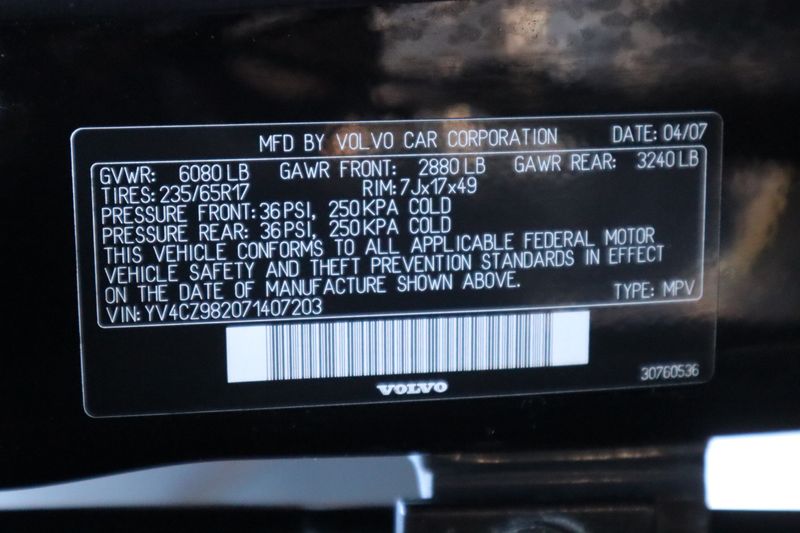 MFD BY VOLVO CAR CORPORATION DATE: 04/07
GVWR: 6080 LB GAWR FRONT: 2880 LB GAWR REAR: 3240 LB
TIRES: 235/65R17 RIM: 7Jx17x49
PRESSURE FRONT: 36 PSI, 250 KPA COLD
PRESSURE REAR: 36 PSI, 250 KPA COLD
THIS VEHICLE CONFORMS TO ALL APPLICABLE FEDERAL MOTOR
VEHICLE SAFETY AND THEFT PREVENTION STANDARDS IN EFFECT
ON THE DATE OF MANUFACTURE SHOWN ABOVE.
VIN: YV4CZ982071407203 TYPE: MPV
VOLVO
30760536